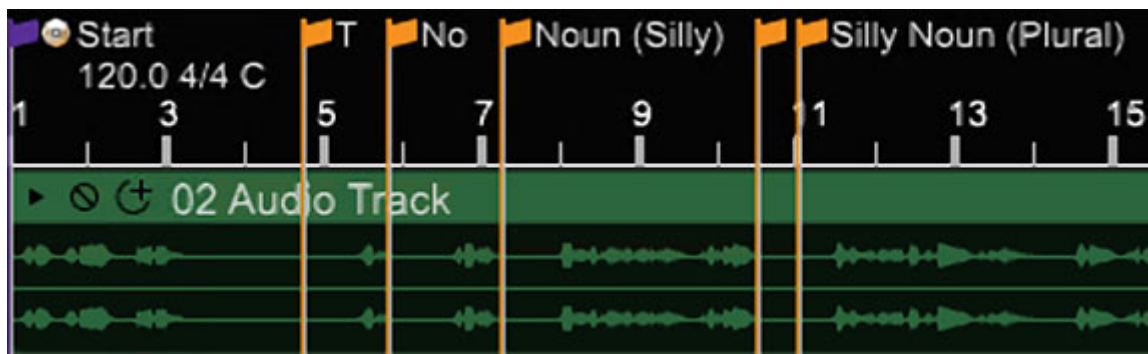 Start T No Noun (Silly) Silly Noun (Plural)
120.0 4/4 C
1 3 5 7 9 11 13 15
02 Audio Track